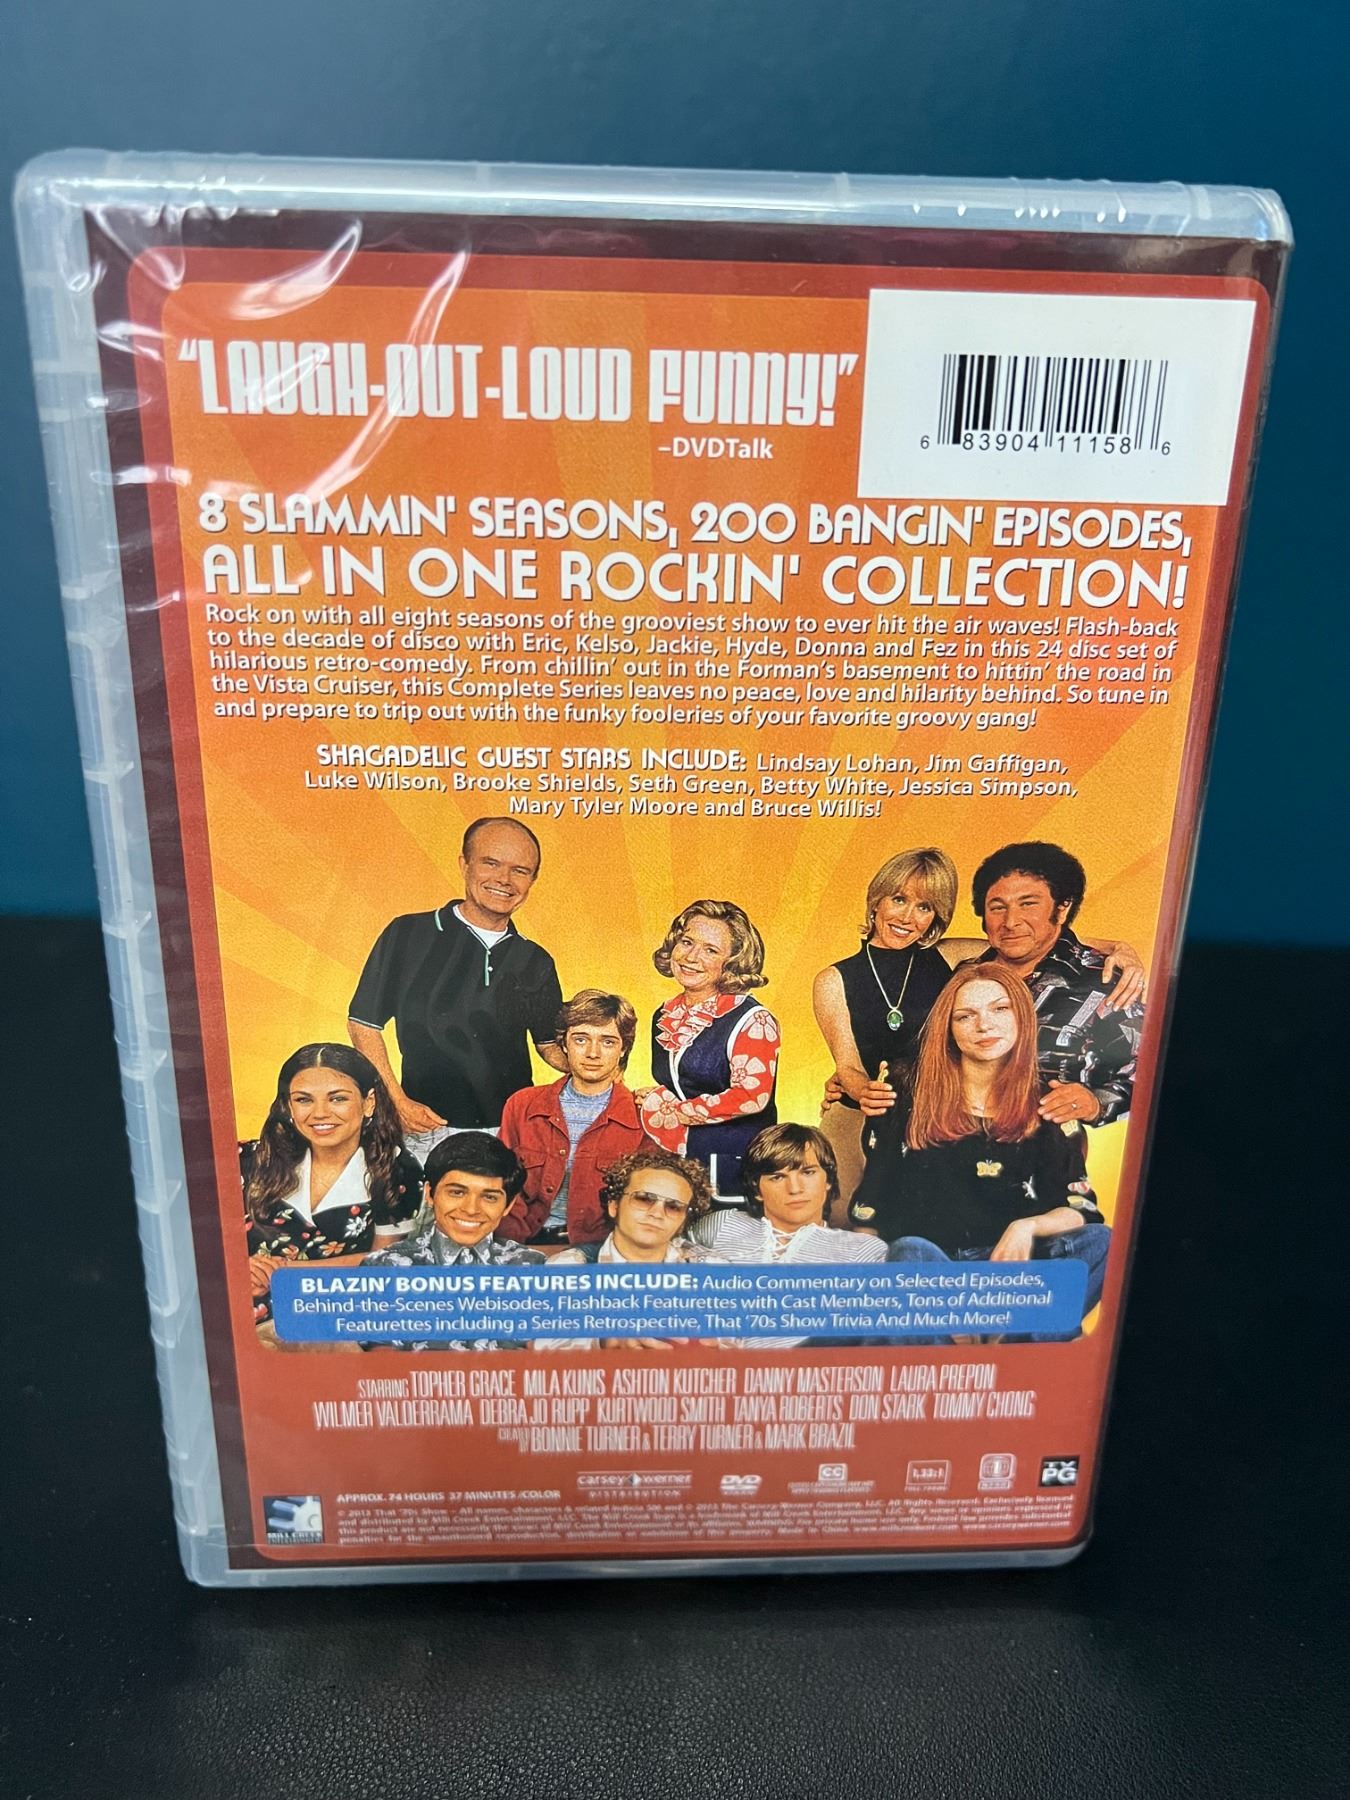 "LAUGH-OUT-LOUD FUNNY!"
–DVDTalk
6 83904 11158 6
8 SLAMMIN' SEASONS, 200 BANGIN' EPISODES,
ALL IN ONE ROCKIN' COLLECTION!
Rock on with all eight seasons of the grooviest show to ever hit the air waves! Flash-back
to the decade of disco with Eric, Kelso, Jackie, Hyde, Donna and Fez in this 24 disc set of
hilarious retro-comedy. From chillin' out in the Forman's basement to hittin' the road in
the Vista Cruiser, this Complete Series leaves no peace, love and hilarity behind. So tune in
and prepare to trip out with the funky fooleries of your favorite groovy gang!
SHAGADELIC GUEST STARS INCLUDE: Lindsay Lohan, Jim Gaffigan,
Luke Wilson, Brooke Shields, Seth Green, Betty White, Jessica Simpson,
Mary Tyler Moore and Bruce Willis!
BLAZIN' BONUS FEATURES INCLUDE: Audio Commentary on Selected Episodes,
Behind-the-Scenes Webisodes, Flashback Featurettes with Cast Members, Tons of Additional
Featurettes including a Series Retrospective, That '70s Show Trivia And Much More!
STARRING TOPHER GRACE MILA KUNIS ASHTON KUTCHER DANNY MASTERSON LAURA PREPON
WILMER VALDERRAMA DEBRA JO RUPP KURTWOOD SMITH TANYA ROBERTS DON STARK TOMMY CHONG
BONNIE TURNER & TERRY TURNER & MARK BRAZIL
carsey werner
DISTRIBUTION
DVD
CC
1.33:1
TV
PG
APPROX. 74 HOURS 37 MINUTES /COLOR
MILL CREEK
ENTERTAINMENT